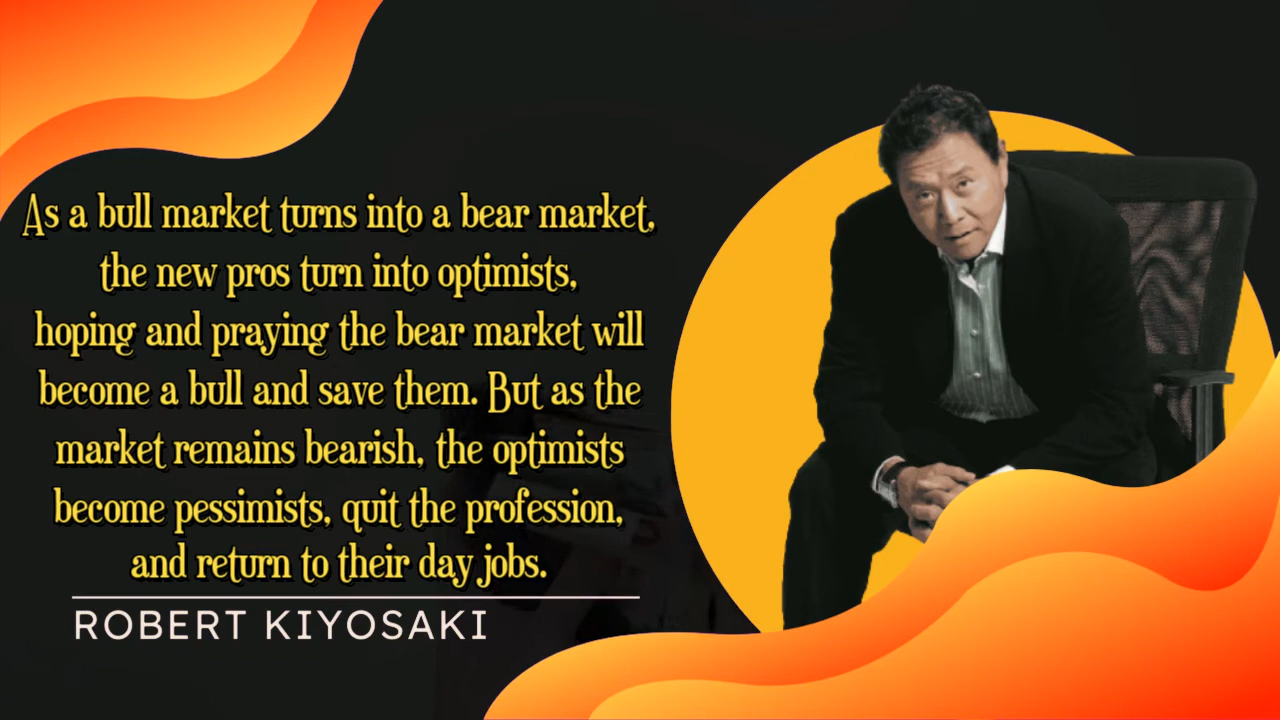 As a bull market turns into a bear market,
the new pros turn into optimists,
hoping and praying the bear market will
become a bull and save them. But as the
market remains bearish, the optimists
become pessimists, quit the profession,
and return to their day jobs.
ROBERT KIYOSAKI